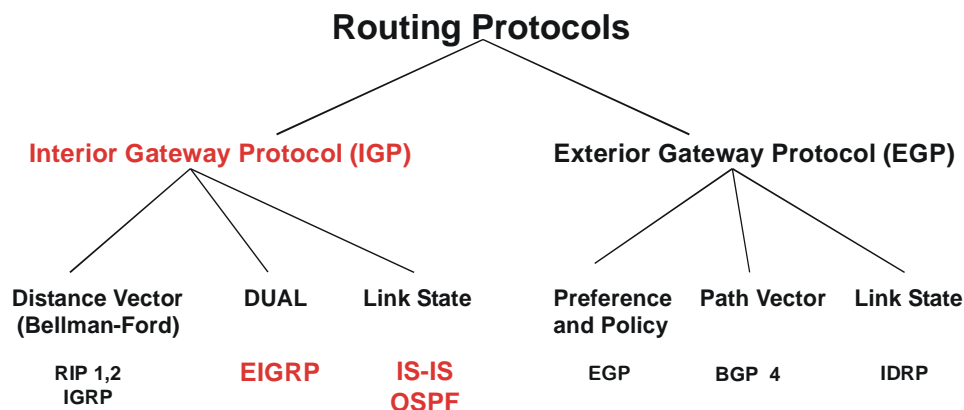 Routing Protocols
Interior Gateway Protocol (IGP)
Exterior Gateway Protocol (EGP)
Distance Vector
(Bellman-Ford)
DUAL
Link State
Preference
and Policy
Path Vector
Link State
RIP 1,2
IGRP
EIGRP
IS-IS
OSPF
EGP
BGP 4
IDRP